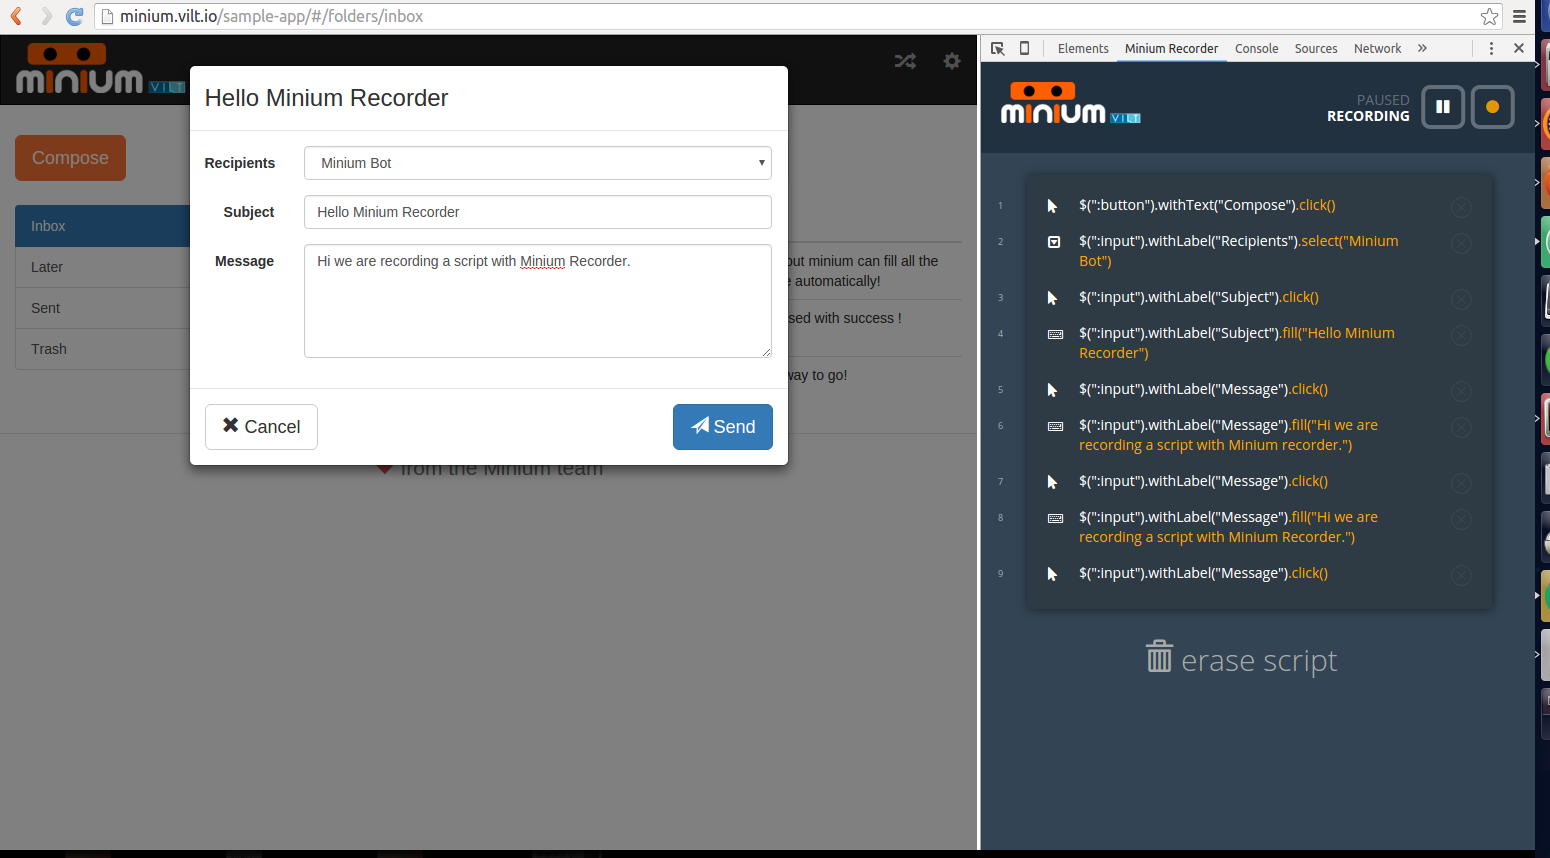 minium.vilt.io/sample-app/#/folders/inbox
Elements Minium Recorder Console Sources Network »
minium VILT
Compose
Inbox
Later
Sent
Trash
Hello Minium Recorder
Recipients Minium Bot
Subject Hello Minium Recorder
Message Hi we are recording a script with Minium Recorder.
Cancel Send
out minium can fill all the
automatically!
sed with success !
way to go!
from the Minium team
minium VILT
PAUSED
RECORDING
1 $(":button").withText("Compose").click()
2 $(":input").withLabel("Recipients").select("Minium
Bot")
3 $(":input").withLabel("Subject").click()
4 $(":input").withLabel("Subject").fill("Hello Minium
Recorder")
5 $(":input").withLabel("Message").click()
6 $(":input").withLabel("Message").fill("Hi we are
recording a script with Minium recorder.")
7 $(":input").withLabel("Message").click()
8 $(":input").withLabel("Message").fill("Hi we are
recording a script with Minium Recorder.")
9 $(":input").withLabel("Message").click()
erase script